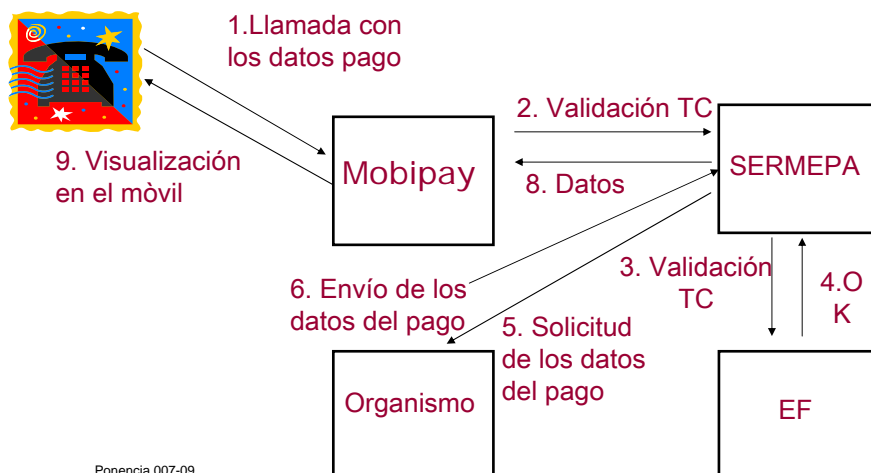 1.Llamada con
los datos pago
2. Validación TC
Mobipay
SERMEPA
9. Visualización
en el mòvil
8. Datos
3. Validación
TC
4.O
K
6. Envío de los
datos del pago
5. Solicitud
de los datos
del pago
Organismo
EF
Ponencia 007-09